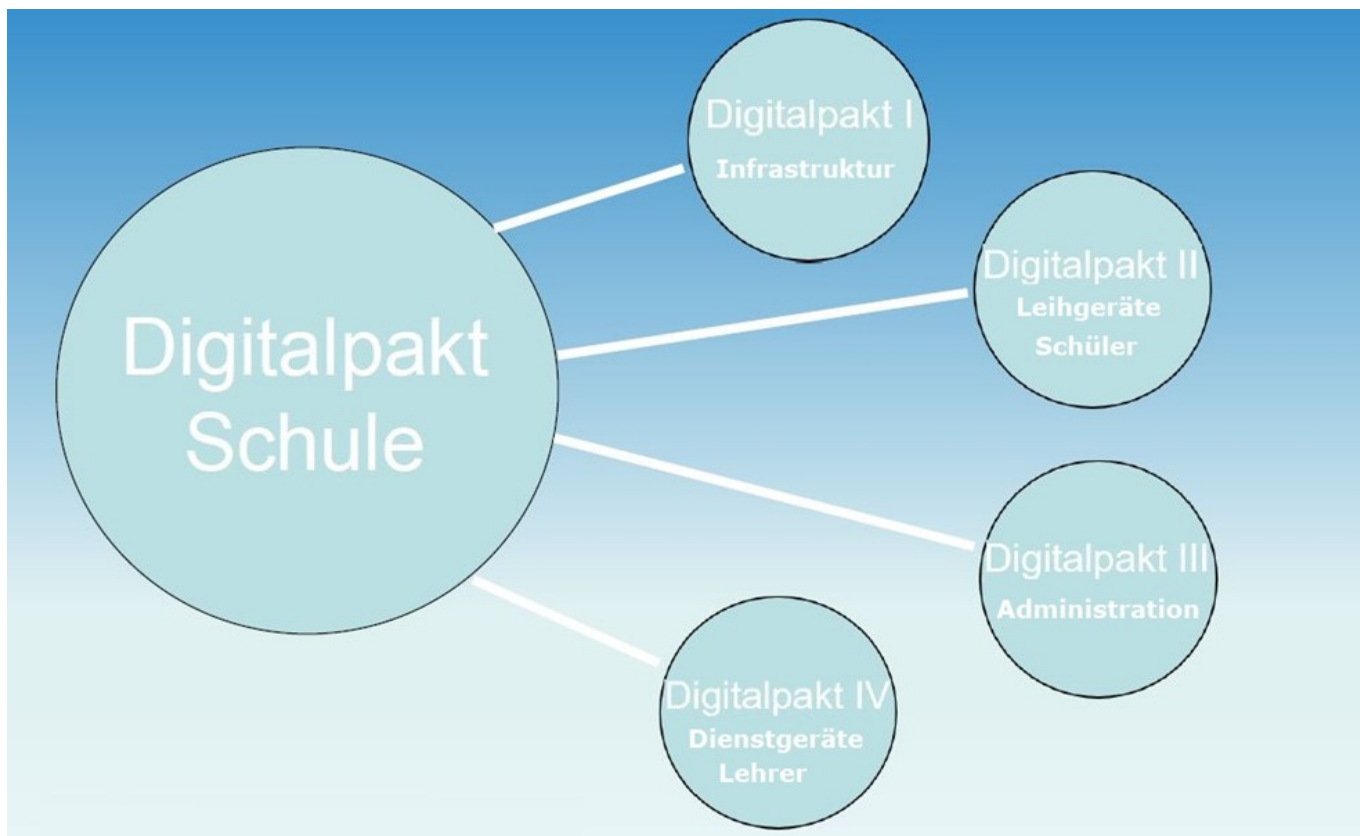 Digitalpakt
Schule
Digitalpakt I
Infrastruktur
Digitalpakt II
Leihgeräte
Schüler
Digitalpakt III
Administration
Digitalpakt IV
Dienstgeräte
Lehrer